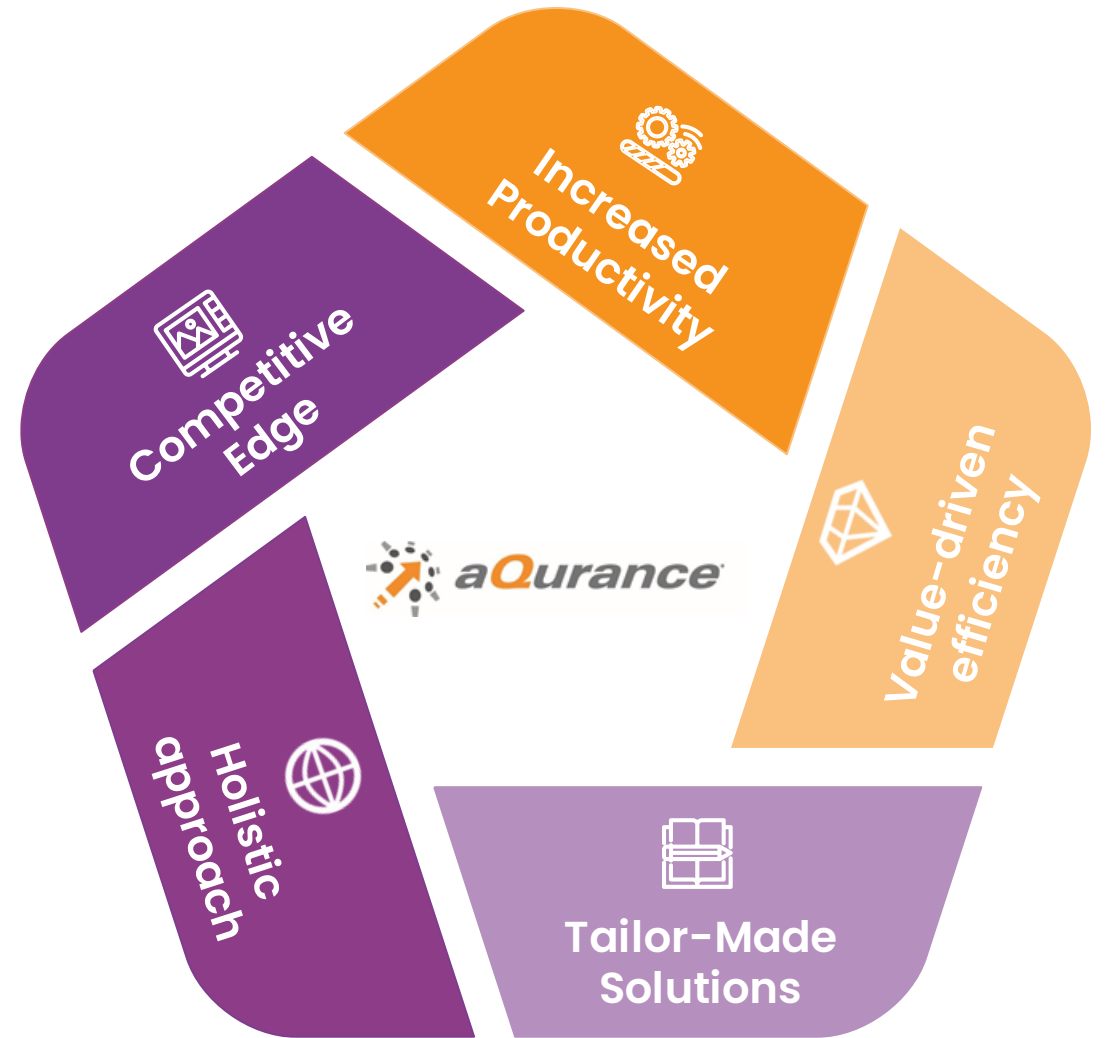 Increased
Productivity
Competitive
Edge
Value-driven
efficiency
aQurance
Holistic
approach
Tailor-Made
Solutions